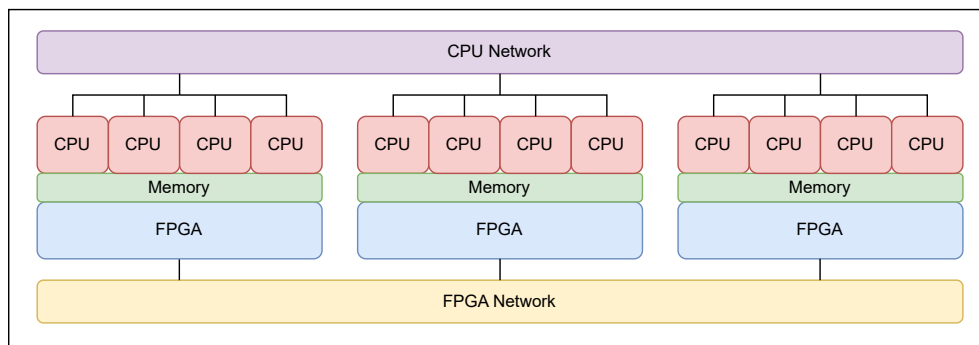 CPU Network
CPU CPU CPU CPU CPU CPU CPU CPU CPU CPU CPU CPU
Memory Memory Memory
FPGA FPGA FPGA
FPGA Network